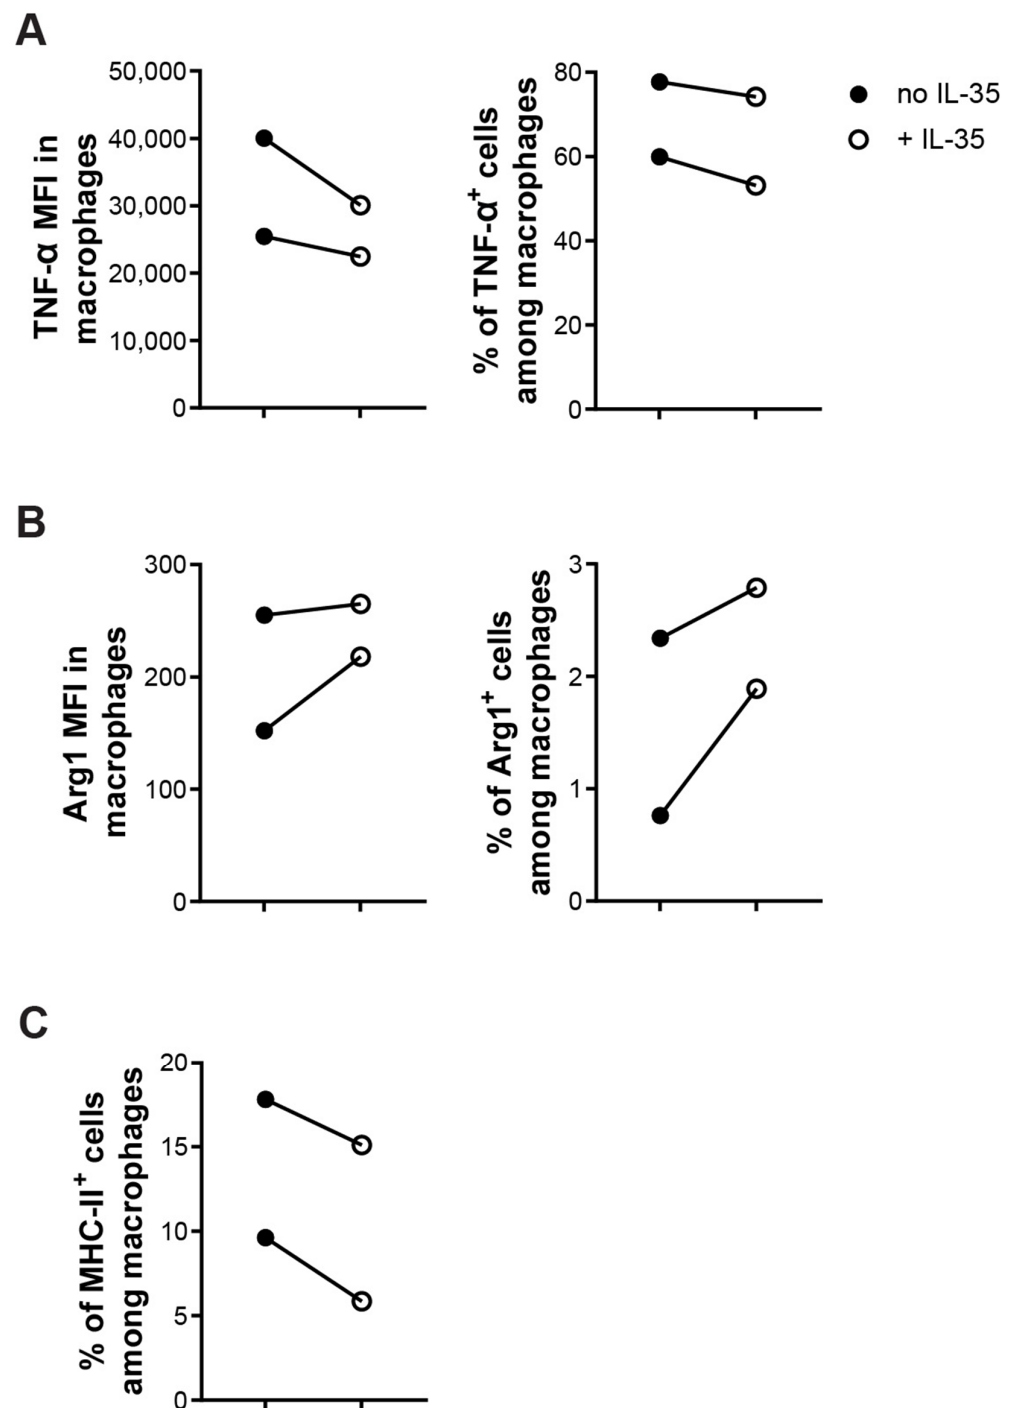 A
TNF-α MFI in
macrophages
50,000
40,000
30,000
20,000
10,000
0
% of TNF-α⁺ cells
among macrophages
80
60
40
20
0
no IL-35
+ IL-35
B
Arg1 MFI in
macrophages
300
200
100
0
% of Arg1⁺ cells
among macrophages
3
2
1
0
C
% of MHC-II⁺ cells
among macrophages
20
15
10
5
0